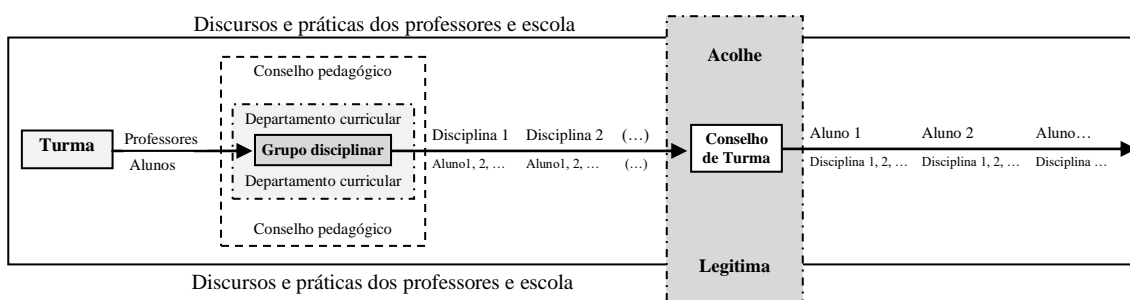 Discursos e práticas dos professores e escola
Acolhe
Conselho pedagógico
Departamento curricular
Turma
Professores
Alunos
Grupo disciplinar
Disciplina 1 Disciplina 2 (…)
Aluno1, 2, … Aluno1, 2, … (…)
Departamento curricular
Conselho pedagógico
Conselho
de Turma
Aluno 1 Aluno 2 Aluno…
Disciplina 1, 2, … Disciplina 1, 2, … Disciplina …
Legitima
Discursos e práticas dos professores e escola